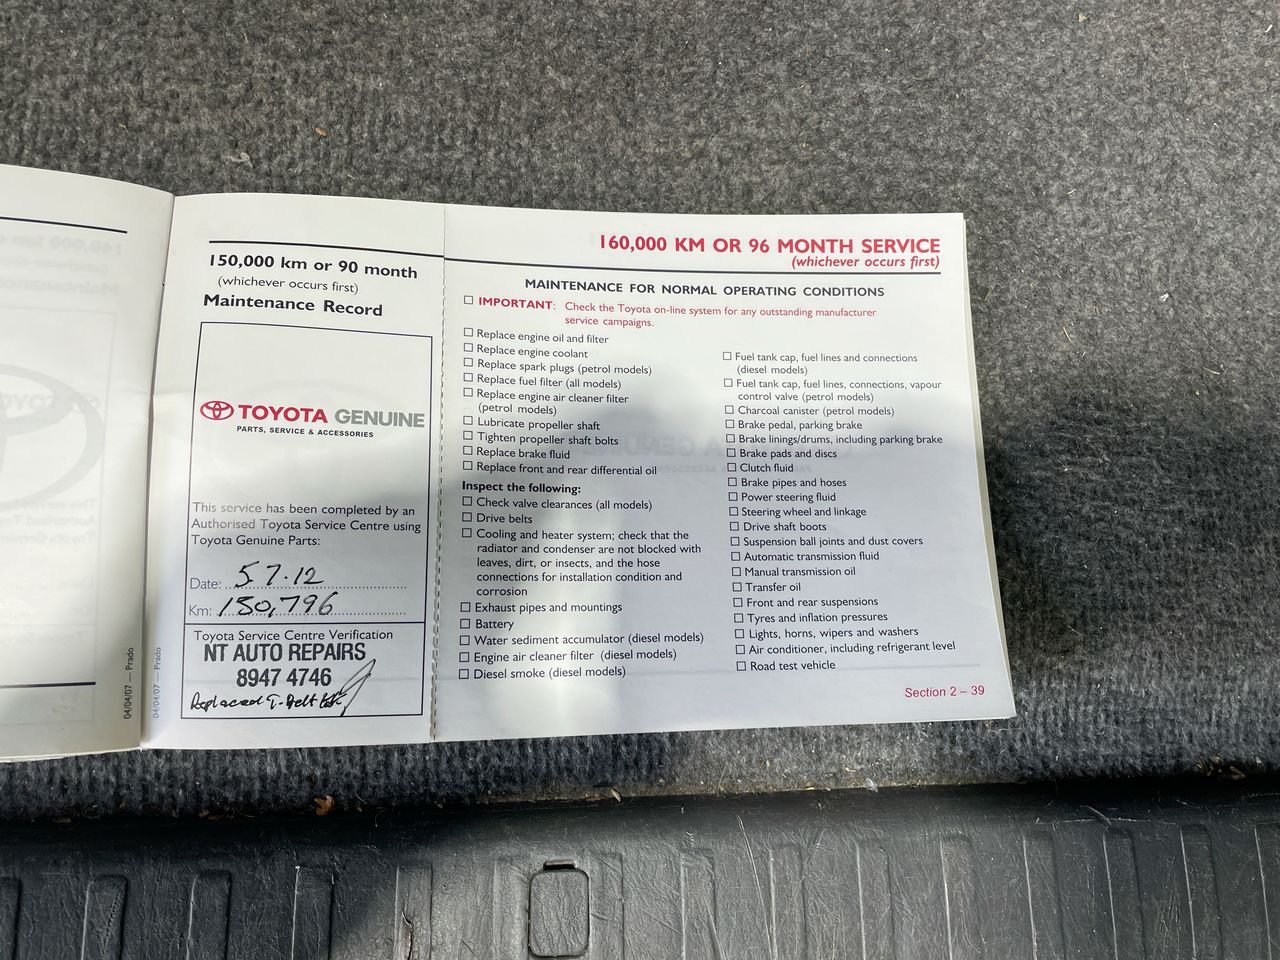 150,000 km or 90 month
(whichever occurs first)
Maintenance Record
TOYOTA GENUINE
PARTS, SERVICE & ACCESSORIES
This service has been completed by an
Authorised Toyota Service Centre using
Toyota Genuine Parts:
Date: 5.7.12
Km: 150,796
Toyota Service Centre Verification
NT AUTO REPAIRS
8947 4746
Replaced T-Belt
04/04/07 — Prado
04/04/07 — Prado
160,000 KM OR 96 MONTH SERVICE
(whichever occurs first)
MAINTENANCE FOR NORMAL OPERATING CONDITIONS
IMPORTANT: Check the Toyota on-line system for any outstanding manufacturer
service campaigns.
Replace engine oil and filter
Replace engine coolant
Replace spark plugs (petrol models)
Replace fuel filter (all models)
Replace engine air cleaner filter
(petrol models)
Lubricate propeller shaft
Tighten propeller shaft bolts
Replace brake fluid
Replace front and rear differential oil
Inspect the following:
Check valve clearances (all models)
Drive belts
Cooling and heater system; check that the
radiator and condenser are not blocked with
leaves, dirt, or insects, and the hose
connections for installation condition and
corrosion
Exhaust pipes and mountings
Battery
Water sediment accumulator (diesel models)
Engine air cleaner filter (diesel models)
Diesel smoke (diesel models)
Fuel tank cap, fuel lines and connections
(diesel models)
Fuel tank cap, fuel lines, connections, vapour
control valve (petrol models)
Charcoal canister (petrol models)
Brake pedal, parking brake
Brake linings/drums, including parking brake
Brake pads and discs
Clutch fluid
Brake pipes and hoses
Power steering fluid
Steering wheel and linkage
Drive shaft boots
Suspension ball joints and dust covers
Automatic transmission fluid
Manual transmission oil
Transfer oil
Front and rear suspensions
Tyres and inflation pressures
Lights, horns, wipers and washers
Air conditioner, including refrigerant level
Road test vehicle
Section 2 – 39